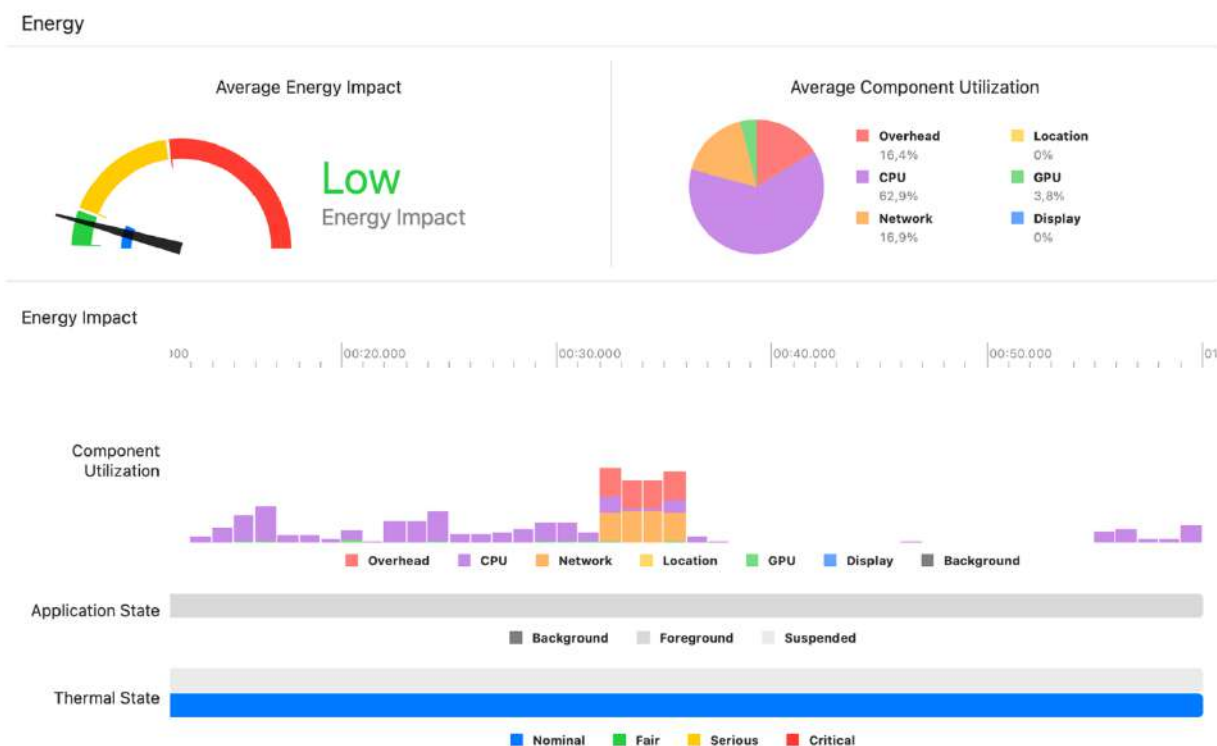 Energy
Average Energy Impact
Low
Energy Impact
Average Component Utilization
Overhead
16,4%
CPU
62,9%
Network
16,9%
Location
0%
GPU
3,8%
Display
0%
Energy Impact
00:20.000
00:30.000
00:40.000
00:50.000
Component
Utilization
Overhead CPU Network Location GPU Display Background
Application State
Background Foreground Suspended
Thermal State
Nominal Fair Serious Critical